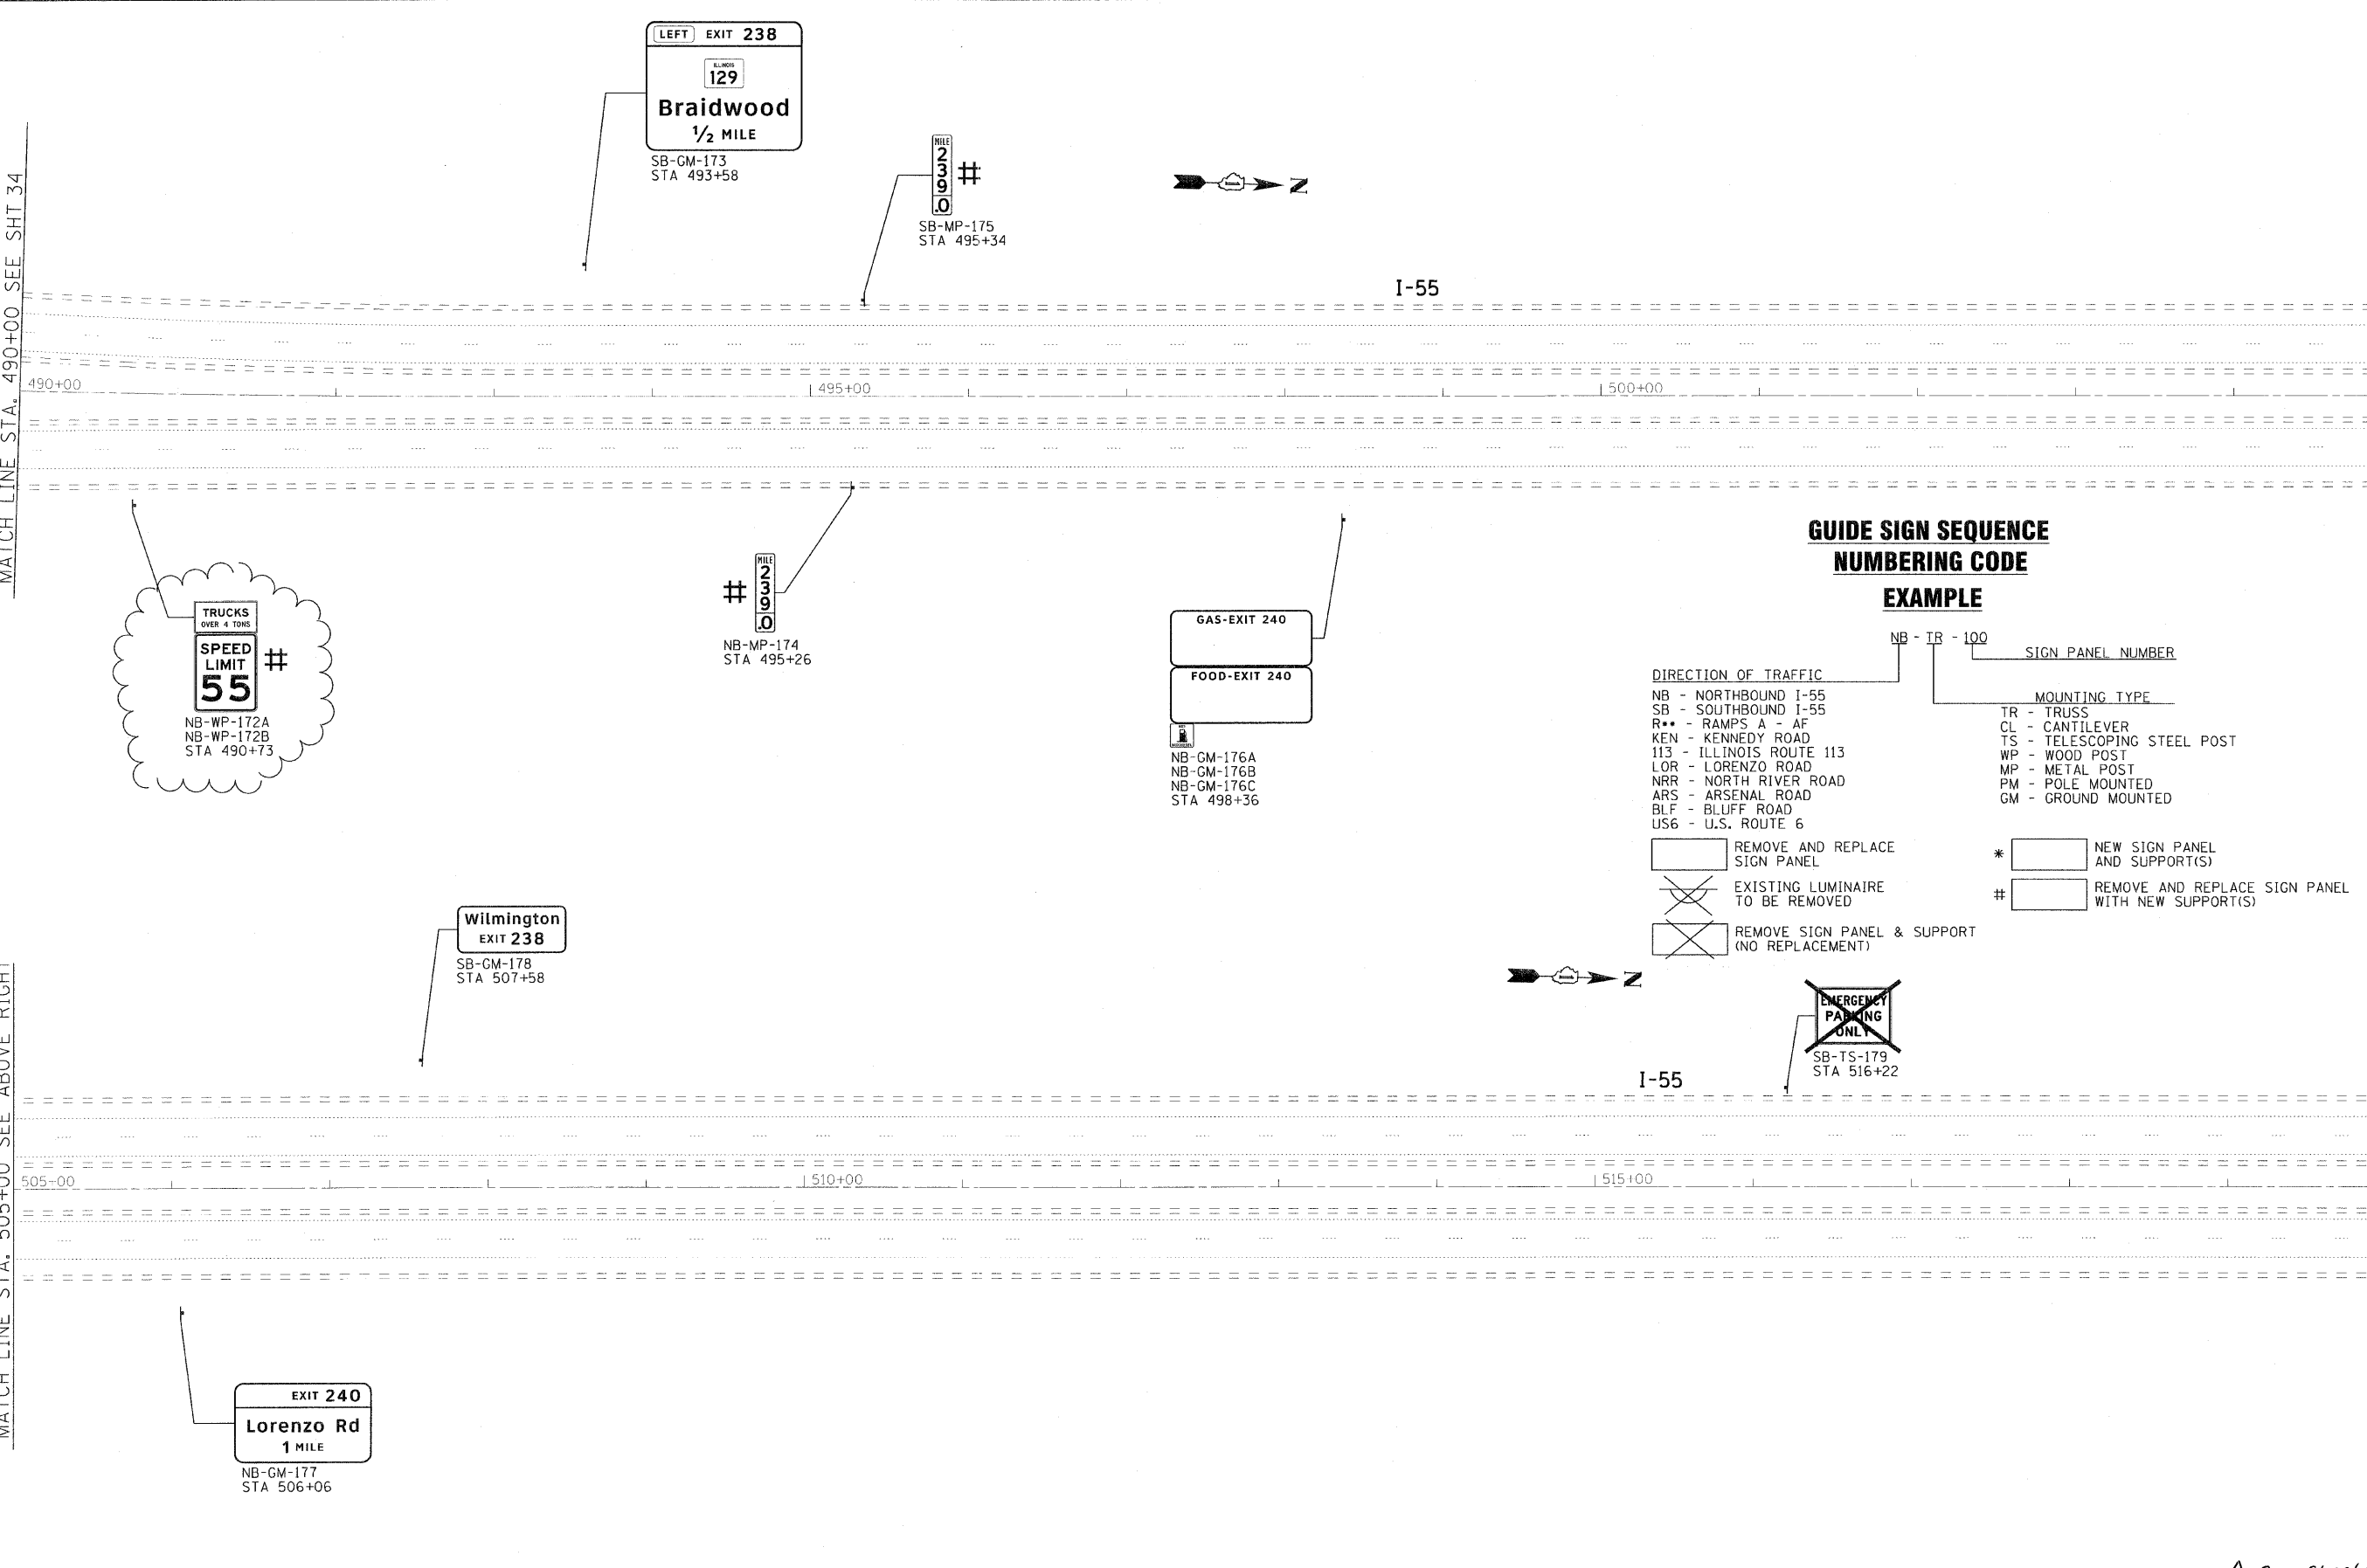 LEFT EXIT 238
ILLINOIS
129
Braidwood
1/2 MILE
SB-GM-173
STA 493+58
MILE
2
3
9
.0
#
SB-MP-175
STA 495+34
N
I-55
MATCH LINE STA. 490+00 SEE SHT 34
490+00
495+00
500+00
TRUCKS
OVER 4 TONS
SPEED
LIMIT
55
#
NB-WP-172A
NB-WP-172B
STA 490+73
#
MILE
2
3
9
.0
NB-MP-174
STA 495+26
GAS-EXIT 240
FOOD-EXIT 240
NB-GM-176A
NB-GM-176B
NB-GM-176C
STA 498+36
GUIDE SIGN SEQUENCE
NUMBERING CODE
EXAMPLE
NB - TR - 100
SIGN PANEL NUMBER
DIRECTION OF TRAFFIC
NB - NORTHBOUND I-55
SB - SOUTHBOUND I-55
R** - RAMPS A - AF
KEN - KENNEDY ROAD
113 - ILLINOIS ROUTE 113
LOR - LORENZO ROAD
NRR - NORTH RIVER ROAD
ARS - ARSENAL ROAD
BLF - BLUFF ROAD
US6 - U.S. ROUTE 6
MOUNTING TYPE
TR - TRUSS
CL - CANTILEVER
TS - TELESCOPING STEEL POST
WP - WOOD POST
MP - METAL POST
PM - POLE MOUNTED
GM - GROUND MOUNTED
REMOVE AND REPLACE
SIGN PANEL
* NEW SIGN PANEL
AND SUPPORT(S)
EXISTING LUMINAIRE
TO BE REMOVED
# REMOVE AND REPLACE SIGN PANEL
WITH NEW SUPPORT(S)
REMOVE SIGN PANEL & SUPPORT
(NO REPLACEMENT)
Wilmington
EXIT 238
SB-GM-178
STA 507+58
N
EMERGENCY
PARKING
ONLY
SB-TS-179
STA 516+22
I-55
MATCH LINE STA. 505+00 SEE ABOVE RIGHT
505+00
510+00
515+00
EXIT 240
Lorenzo Rd
1 MILE
NB-GM-177
STA 506+06